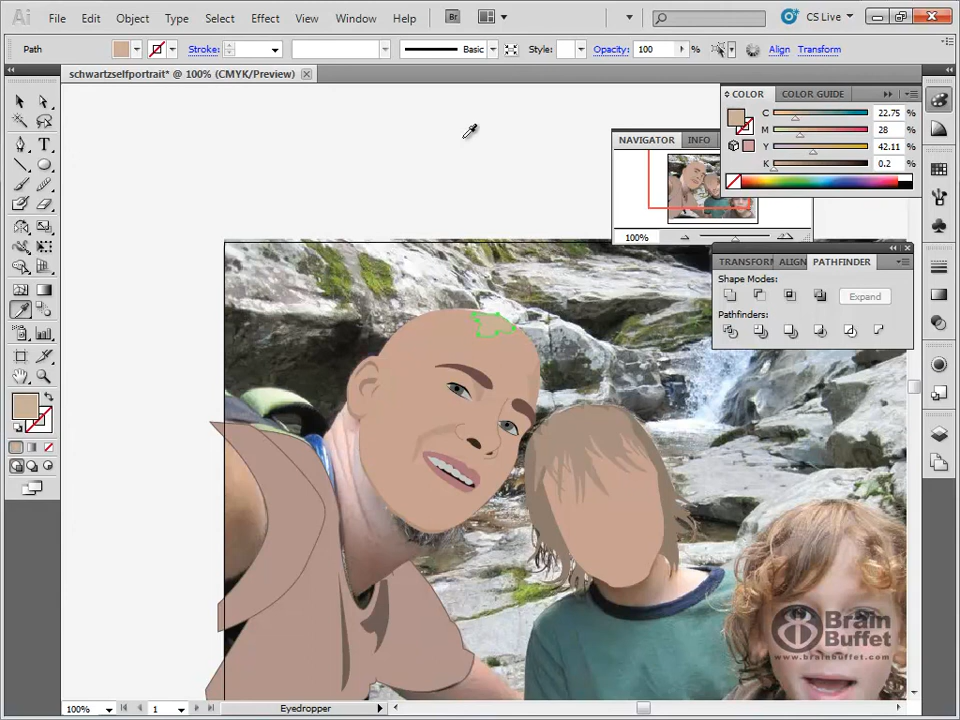 Ai File Edit Object Type Select Effect View Window Help Br CS Live
Path Stroke: Basic Style: Opacity: 100 % Align Transform
schwartzselfportrait* @ 100% (CMYK/Preview)
COLOR COLOR GUIDE
C 22.75 %
M 28 %
Y 42.11 %
K 0.2 %
NAVIGATOR INFO
100%
TRANSFORM ALIGN PATHFINDER
Shape Modes:
Expand
Pathfinders:
T
Brain
Buffet
www.brainbuffet.com
100% 1 Eyedropper